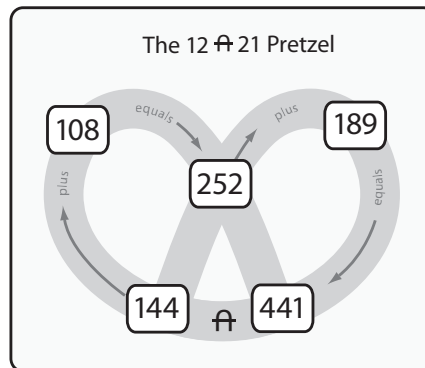 The 12 ₳ 21 Pretzel
equals
plus
108
189
plus
252
equals
144
₳
441